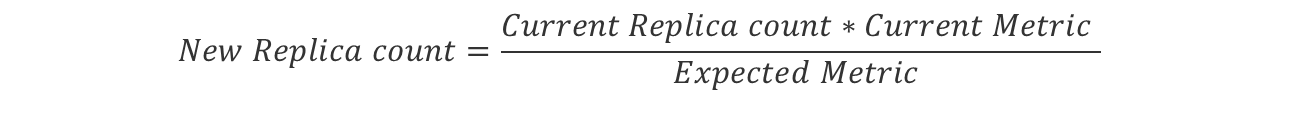 New Replica count = Current Replica count * Current Metric
Expected Metric